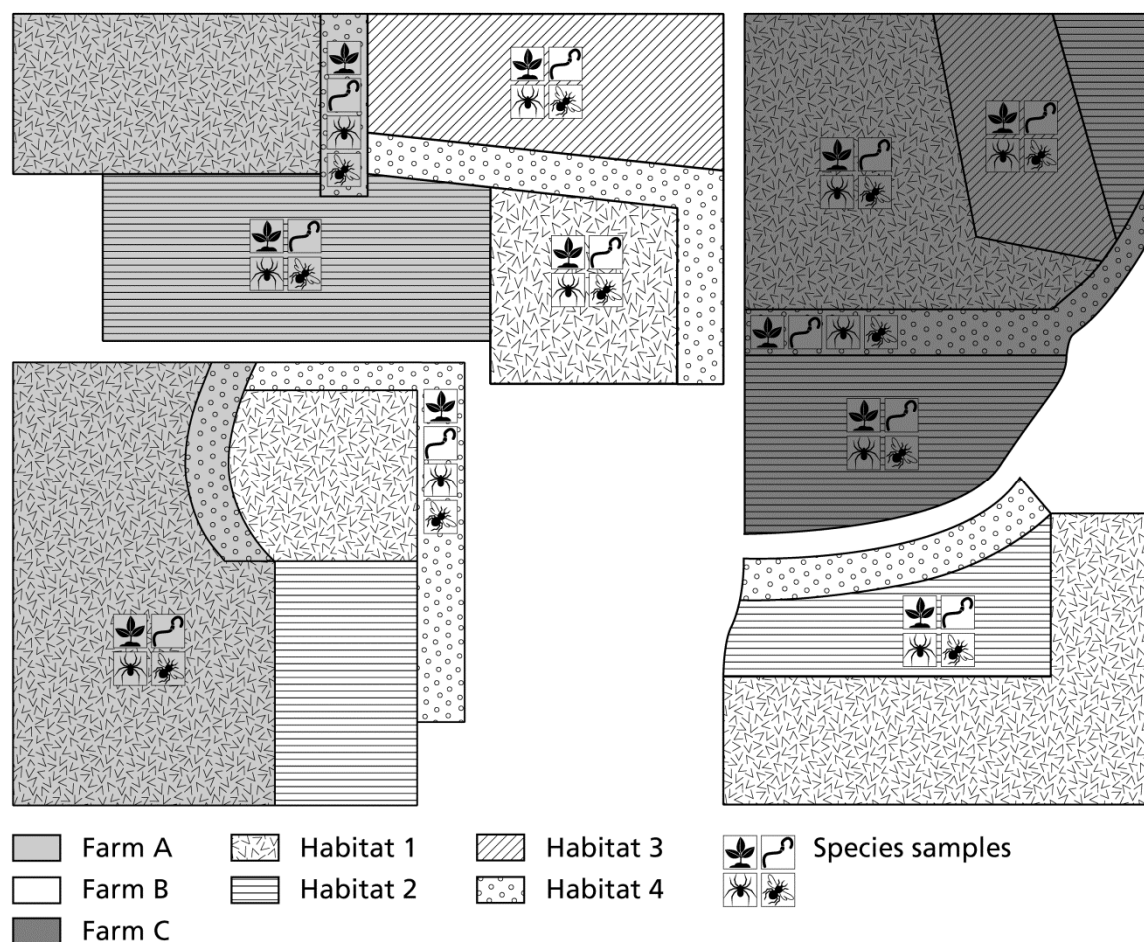 Farm A
Farm B
Farm C
Habitat 1
Habitat 2
Habitat 3
Habitat 4
Species samples